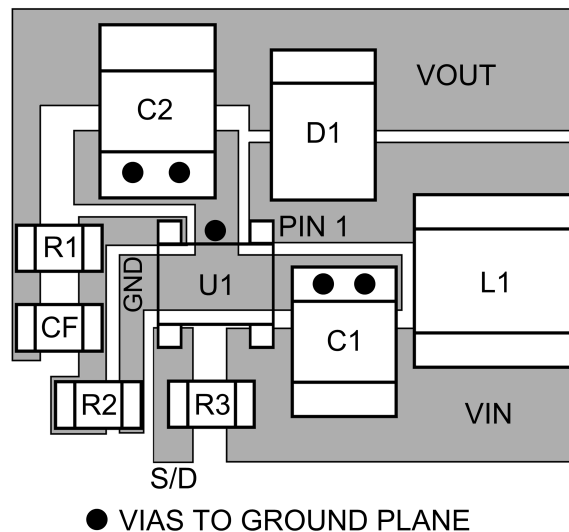 VOUT
C2
D1
PIN 1
R1
GND
U1
L1
CF
C1
R2
R3
VIN
S/D
VIAS TO GROUND PLANE